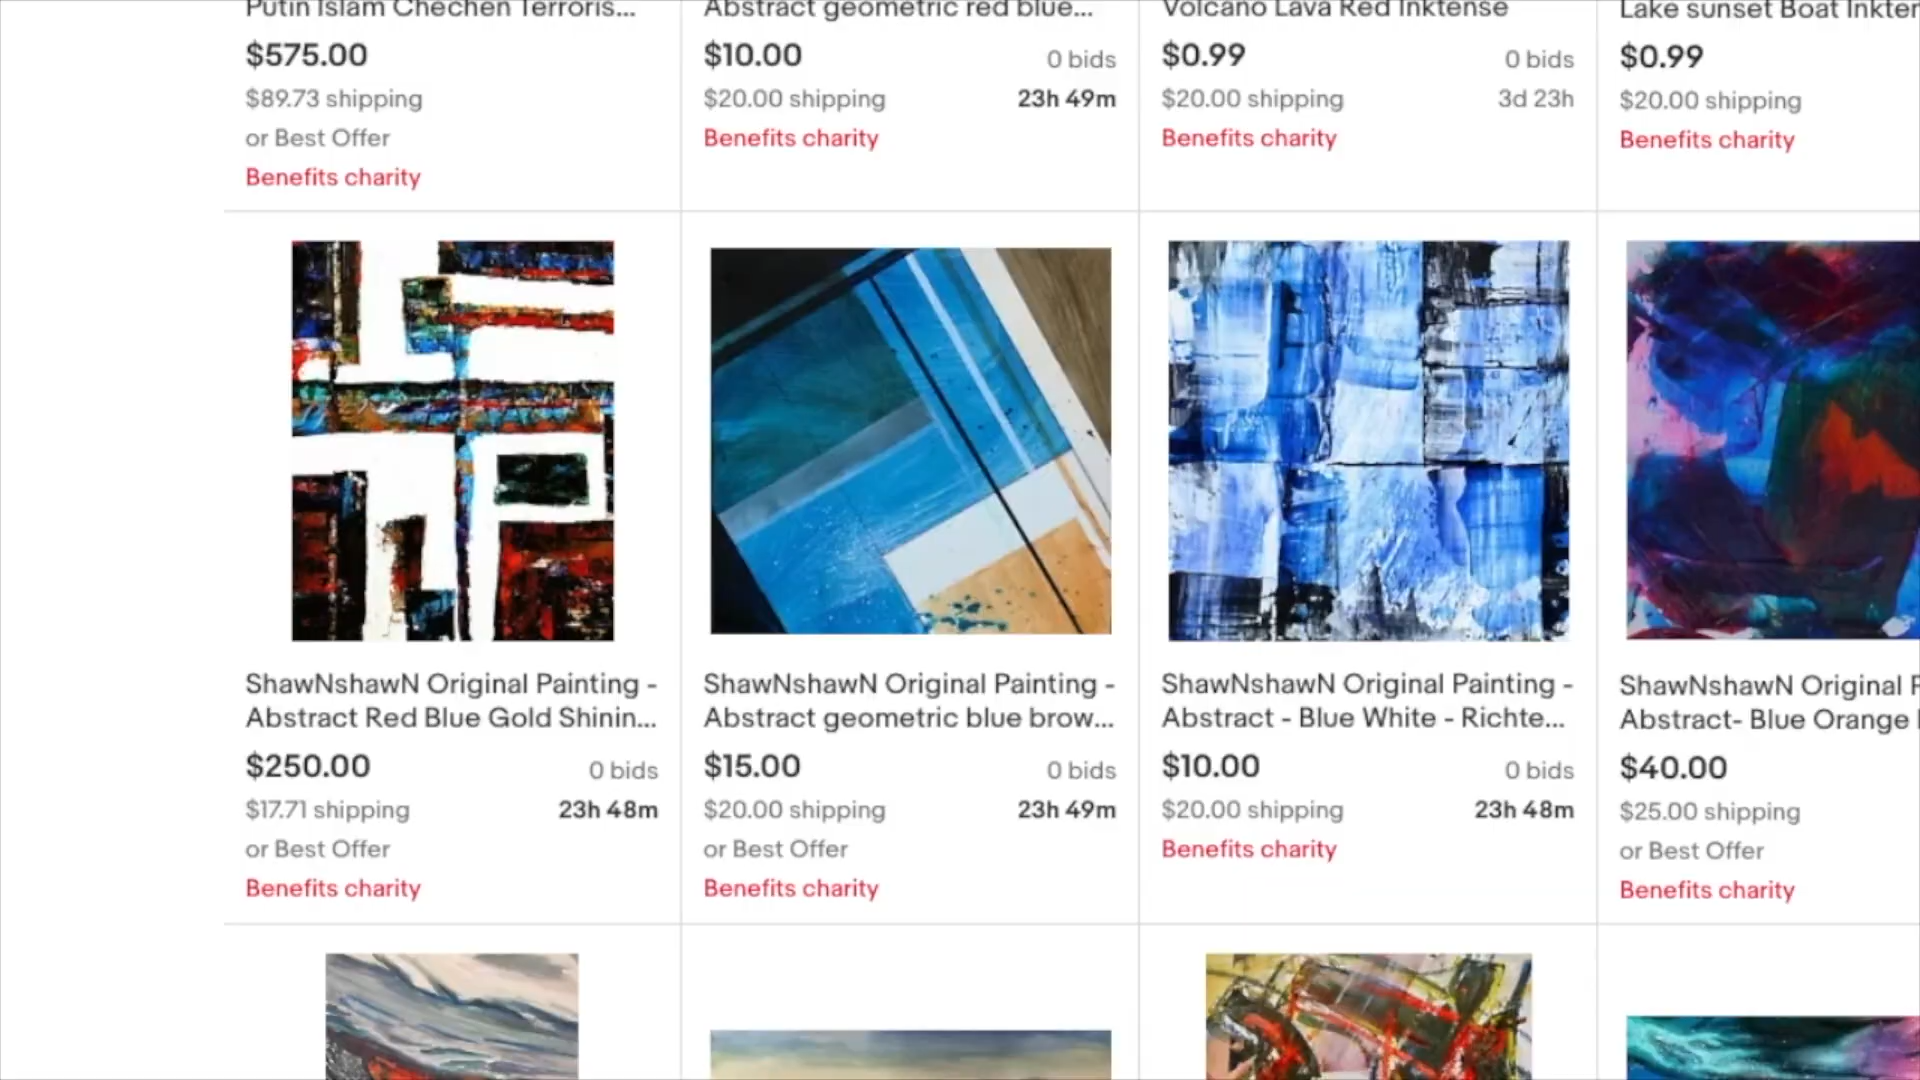 Putin Islam Chechen Terroris...
$575.00
$89.73 shipping
or Best Offer
Benefits charity
Abstract geometric red blue...
$10.00
0 bids
$20.00 shipping
23h 49m
Benefits charity
Volcano Lava Red Inktense
$0.99
0 bids
$20.00 shipping
3d 23h
Benefits charity
Lake sunset Boat Inkten
$0.99
$20.00 shipping
Benefits charity
ShawNshawN Original Painting -
Abstract Red Blue Gold Shinin...
$250.00
0 bids
$17.71 shipping
23h 48m
or Best Offer
Benefits charity
ShawNshawN Original Painting -
Abstract geometric blue brow...
$15.00
0 bids
$20.00 shipping
23h 49m
or Best Offer
Benefits charity
ShawNshawN Original Painting -
Abstract - Blue White - Richte...
$10.00
0 bids
$20.00 shipping
23h 48m
Benefits charity
ShawNshawN Original
Abstract- Blue Orange
$40.00
$25.00 shipping
or Best Offer
Benefits charity